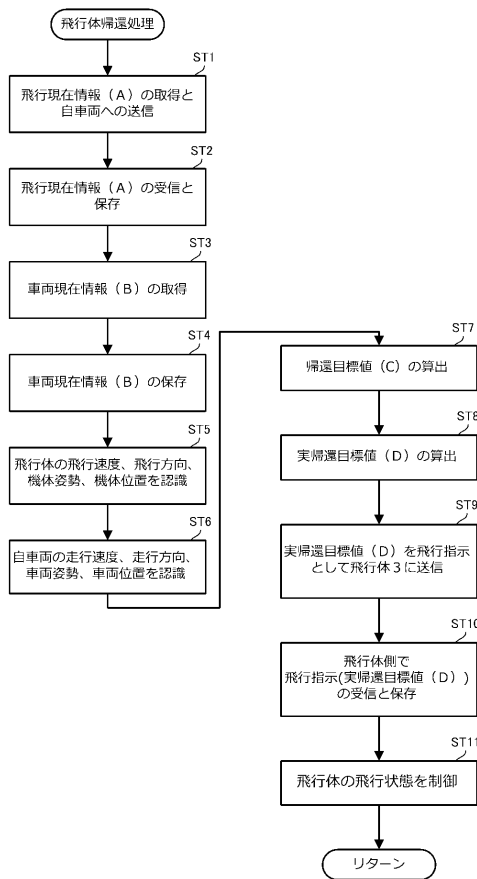 飛行体帰還処理
ST1
飛行現在情報（A）の取得と
自車両への送信
ST2
飛行現在情報（A）の受信と
保存
ST3
車両現在情報（B）の取得
ST4
車両現在情報（B）の保存
ST5
飛行体の飛行速度、飛行方向、
機体姿勢、機体位置を認識
ST6
自車両の走行速度、走行方向、
車両姿勢、車両位置を認識
ST7
帰還目標値（C）の算出
ST8
実帰還目標値（D）の算出
ST9
実帰還目標値（D）を飛行指示
として飛行体３に送信
ST10
飛行体側で
飛行指示(実帰還目標値（D）)
の受信と保存
ST11
飛行体の飛行状態を制御
リターン